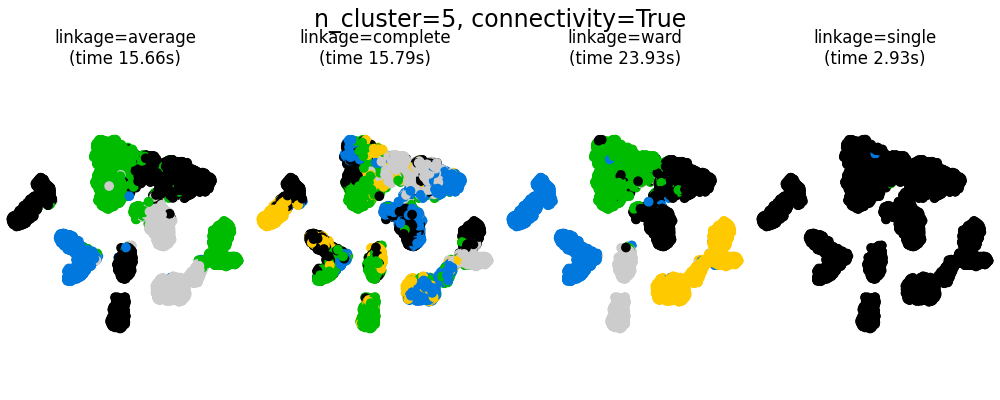 n_cluster=5, connectivity=True
linkage=average
(time 15.66s)
linkage=complete
(time 15.79s)
linkage=ward
(time 23.93s)
linkage=single
(time 2.93s)